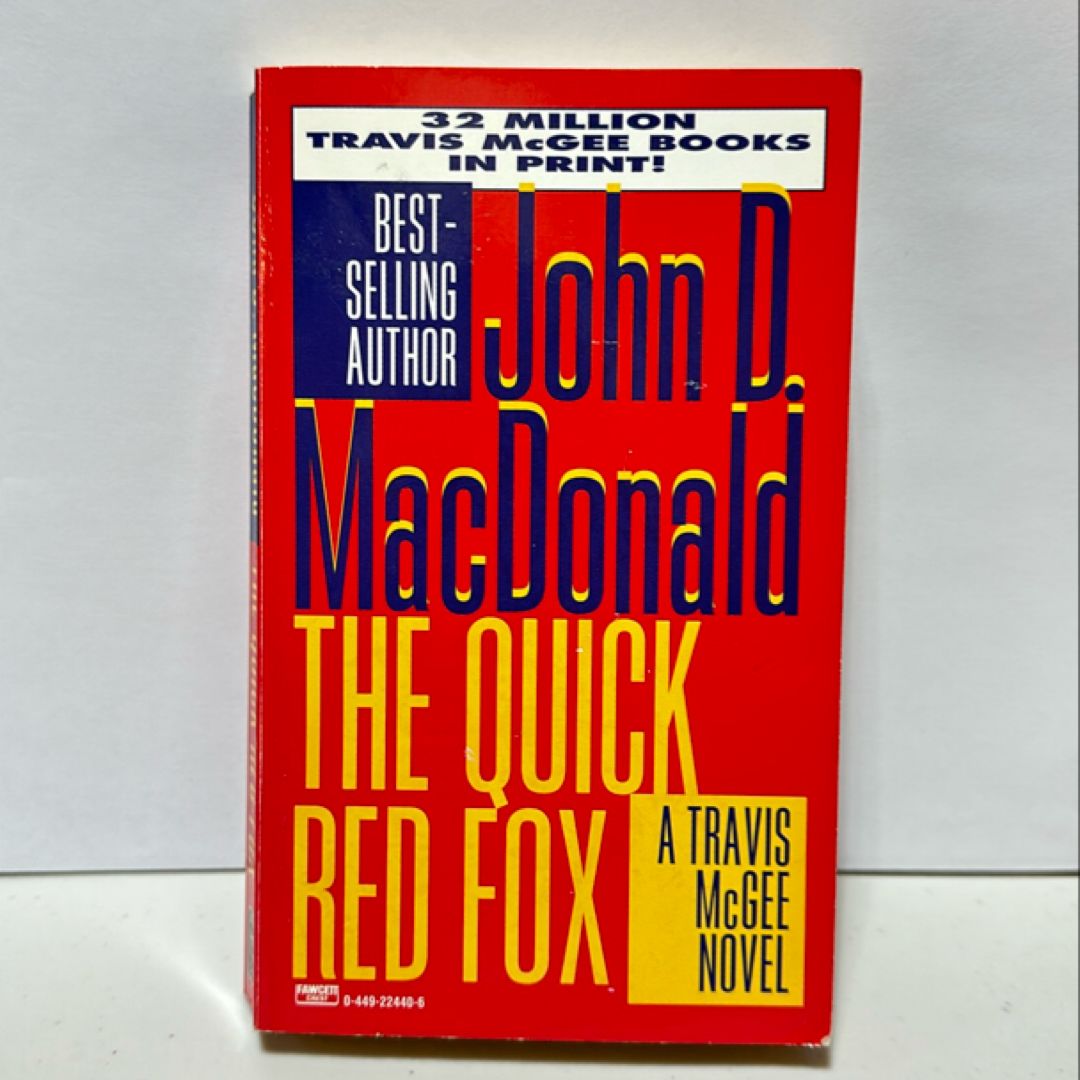 32 MILLION
TRAVIS McGEE BOOKS
IN PRINT!
BEST-
SELLING
AUTHOR
John D.
MacDonald
THE QUICK
RED FOX
A TRAVIS
McGEE
NOVEL
FAWCETT
CREST
0-449-22440-6